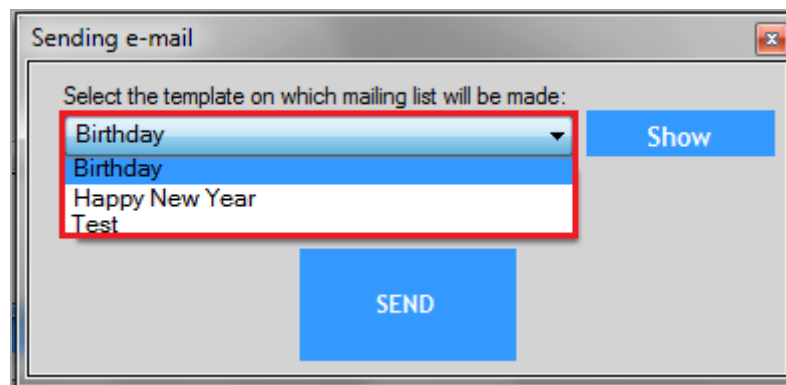 Sending e-mail
Select the template on which mailing list will be made:
Birthday
Show
Birthday
Happy New Year
Test
SEND